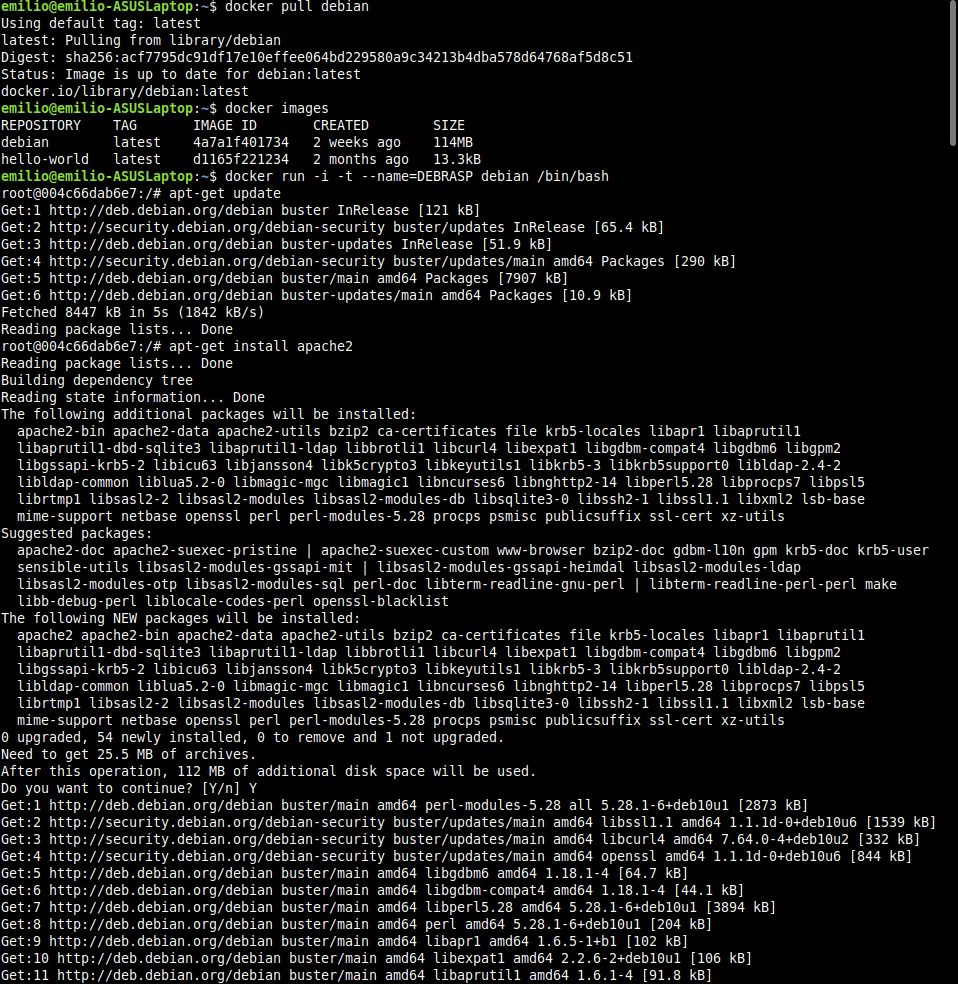 emilio@emilio-ASUSLaptop:~$ docker pull debian
Using default tag: latest
latest: Pulling from library/debian
Digest: sha256:acf7795dc91df17e10effee064bd229580a9c34213b4dba578d64768af5d8c51
Status: Image is up to date for debian:latest
docker.io/library/debian:latest
emilio@emilio-ASUSLaptop:~$ docker images
REPOSITORY    TAG       IMAGE ID       CREATED        SIZE
debian        latest    4a7a1f401734   2 weeks ago    114MB
hello-world   latest    d1165f221234   2 months ago   13.3kB
emilio@emilio-ASUSLaptop:~$ docker run -i -t --name=DEBRASP debian /bin/bash
root@004c66dab6e7:/# apt-get update
Get:1 http://deb.debian.org/debian buster InRelease [121 kB]
Get:2 http://security.debian.org/debian-security buster/updates InRelease [65.4 kB]
Get:3 http://deb.debian.org/debian buster-updates InRelease [51.9 kB]
Get:4 http://security.debian.org/debian-security buster/updates/main amd64 Packages [290 kB]
Get:5 http://deb.debian.org/debian buster/main amd64 Packages [7907 kB]
Get:6 http://deb.debian.org/debian buster-updates/main amd64 Packages [10.9 kB]
Fetched 8447 kB in 5s (1842 kB/s)
Reading package lists... Done
root@004c66dab6e7:/# apt-get install apache2
Reading package lists... Done
Building dependency tree
Reading state information... Done
The following additional packages will be installed:
  apache2-bin apache2-data apache2-utils bzip2 ca-certificates file krb5-locales libapr1 libaprutil1
  libaprutil1-dbd-sqlite3 libaprutil1-ldap libbrotli1 libcurl4 libexpat1 libgdbm-compat4 libgdbm6 libgpm2
  libgssapi-krb5-2 libicu63 libjansson4 libk5crypto3 libkeyutils1 libkrb5-3 libkrb5support0 libldap-2.4-2
  libldap-common liblua5.2-0 libmagic-mgc libmagic1 libncurses6 libnghttp2-14 libperl5.28 libprocps7 libpsl5
  librtmp1 libsasl2-2 libsasl2-modules libsasl2-modules-db libsqlite3-0 libssh2-1 libssl1.1 libxml2 lsb-base
  mime-support netbase openssl perl perl-modules-5.28 procps psmisc publicsuffix ssl-cert xz-utils
Suggested packages:
  apache2-doc apache2-suexec-pristine | apache2-suexec-custom www-browser bzip2-doc gdbm-l10n gpm krb5-doc krb5-user
  sensible-utils libsasl2-modules-gssapi-mit | libsasl2-modules-gssapi-heimdal libsasl2-modules-ldap
  libsasl2-modules-otp libsasl2-modules-sql perl-doc libterm-readline-gnu-perl | libterm-readline-perl-perl make
  libb-debug-perl liblocale-codes-perl openssl-blacklist
The following NEW packages will be installed:
  apache2 apache2-bin apache2-data apache2-utils bzip2 ca-certificates file krb5-locales libapr1 libaprutil1
  libaprutil1-dbd-sqlite3 libaprutil1-ldap libbrotli1 libcurl4 libexpat1 libgdbm-compat4 libgdbm6 libgpm2
  libgssapi-krb5-2 libicu63 libjansson4 libk5crypto3 libkeyutils1 libkrb5-3 libkrb5support0 libldap-2.4-2
  libldap-common liblua5.2-0 libmagic-mgc libmagic1 libncurses6 libnghttp2-14 libperl5.28 libprocps7 libpsl5
  librtmp1 libsasl2-2 libsasl2-modules libsasl2-modules-db libsqlite3-0 libssh2-1 libssl1.1 libxml2 lsb-base
  mime-support netbase openssl perl perl-modules-5.28 procps psmisc publicsuffix ssl-cert xz-utils
0 upgraded, 54 newly installed, 0 to remove and 1 not upgraded.
Need to get 25.5 MB of archives.
After this operation, 112 MB of additional disk space will be used.
Do you want to continue? [Y/n] Y
Get:1 http://deb.debian.org/debian buster/main amd64 perl-modules-5.28 all 5.28.1-6+deb10u1 [2873 kB]
Get:2 http://security.debian.org/debian-security buster/updates/main amd64 libssl1.1 amd64 1.1.1d-0+deb10u6 [1539 kB]
Get:3 http://security.debian.org/debian-security buster/updates/main amd64 libcurl4 amd64 7.64.0-4+deb10u2 [332 kB]
Get:4 http://security.debian.org/debian-security buster/updates/main amd64 openssl amd64 1.1.1d-0+deb10u6 [844 kB]
Get:5 http://deb.debian.org/debian buster/main amd64 libgdbm6 amd64 1.18.1-4 [64.7 kB]
Get:6 http://deb.debian.org/debian buster/main amd64 libgdbm-compat4 amd64 1.18.1-4 [44.1 kB]
Get:7 http://deb.debian.org/debian buster/main amd64 libperl5.28 amd64 5.28.1-6+deb10u1 [3894 kB]
Get:8 http://deb.debian.org/debian buster/main amd64 perl amd64 5.28.1-6+deb10u1 [204 kB]
Get:9 http://deb.debian.org/debian buster/main amd64 libapr1 amd64 1.6.5-1+b1 [102 kB]
Get:10 http://deb.debian.org/debian buster/main amd64 libexpat1 amd64 2.2.6-2+deb10u1 [106 kB]
Get:11 http://deb.debian.org/debian buster/main amd64 libaprutil1 amd64 1.6.1-4 [91.8 kB]